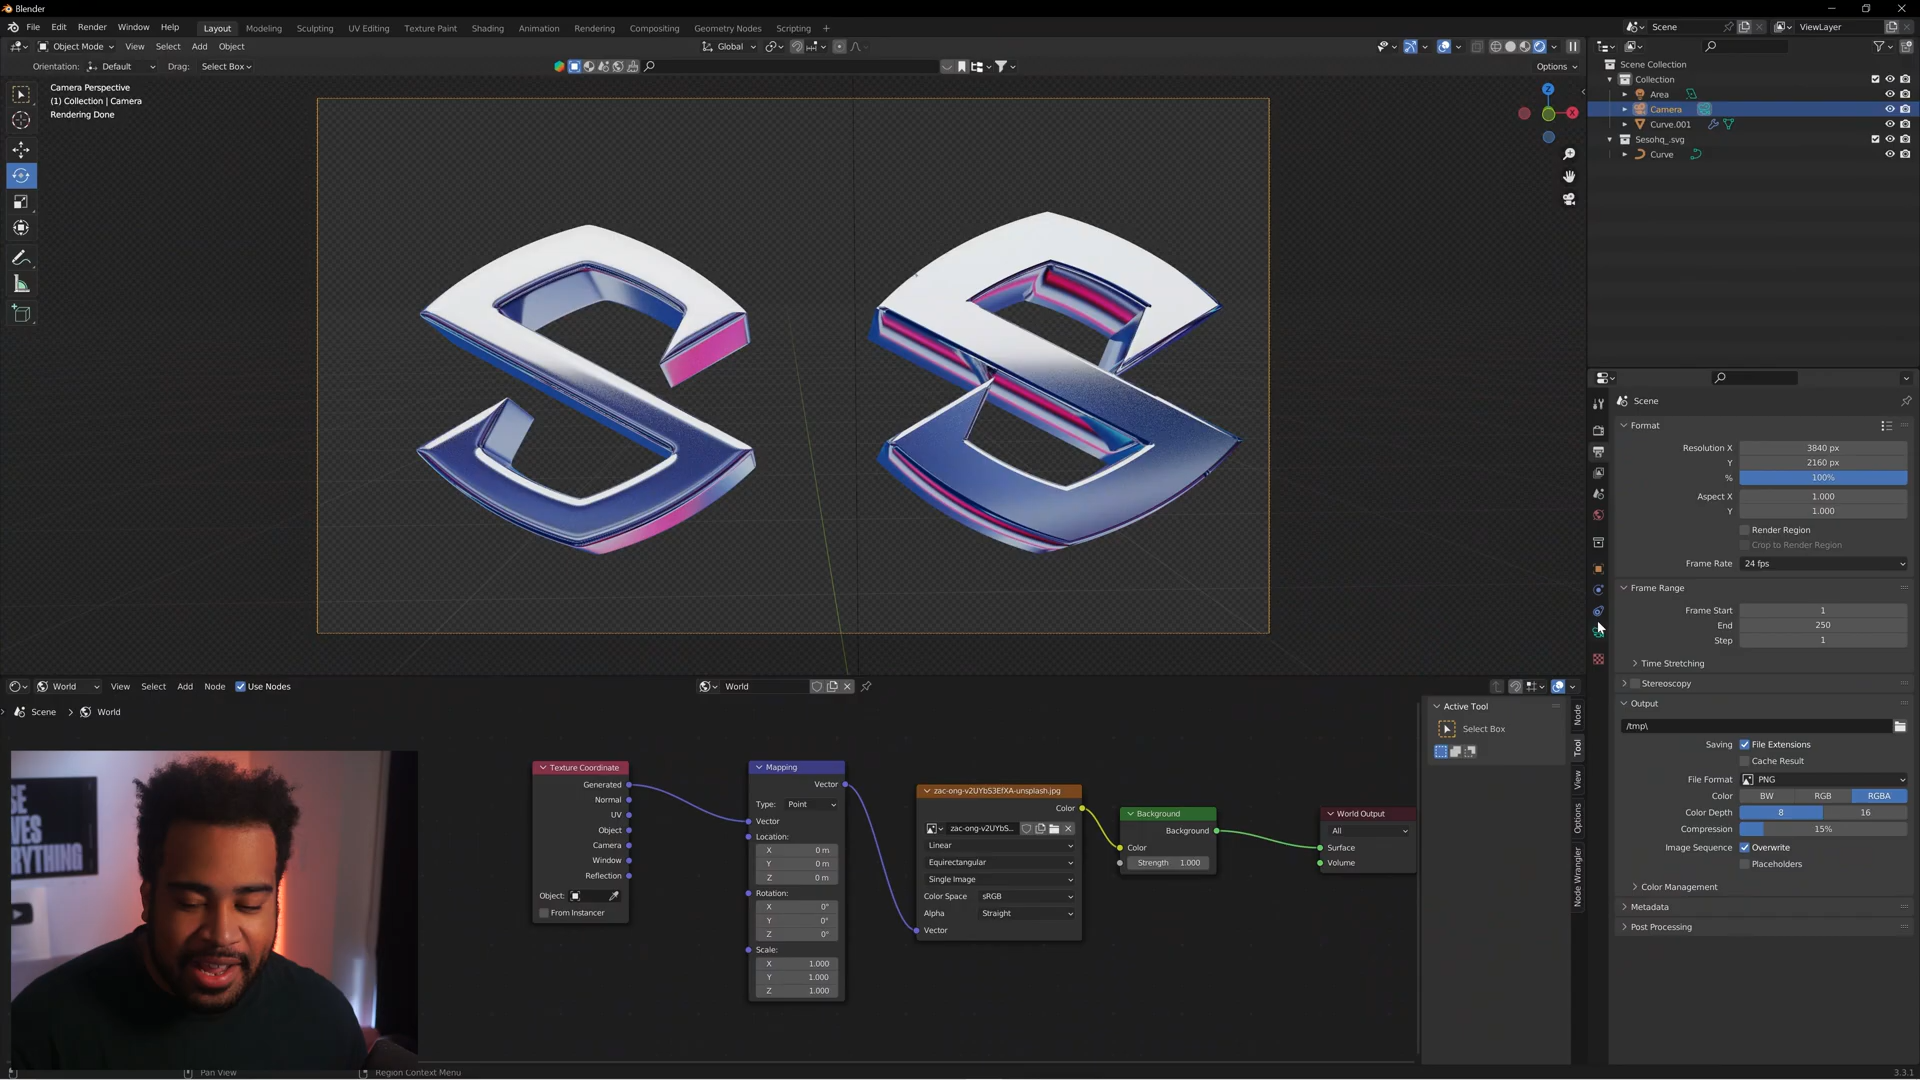 Blender
File Edit Render Window Help
Layout Modeling Sculpting UV Editing Texture Paint Shading Animation Rendering Compositing Geometry Nodes Scripting +
Scene
ViewLayer
Object Mode View Select Add Object
Global
Orientation: Default Drag: Select Box
Options
Camera Perspective
(1) Collection | Camera
Rendering Done
Z
X
Scene Collection
Collection
Area
Camera
Curve.001
Sesohq_.svg
Curve
Scene
Format
Resolution X 3840 px
Y 2160 px
% 100%
Aspect X 1.000
Y 1.000
Render Region
Crop to Render Region
Frame Rate 24 fps
Frame Range
Frame Start 1
End 250
Step 1
Time Stretching
Stereoscopy
Output
/tmp\
Saving File Extensions
Cache Result
File Format PNG
Color BW RGB RGBA
Color Depth 8 16
Compression 15%
Image Sequence Overwrite
Placeholders
Color Management
Metadata
Post Processing
World View Select Add Node Use Nodes
World
Scene > World
Active Tool
Select Box
Node
Tool
View
Options
Node Wrangler
Texture Coordinate
Generated
Normal
UV
Object
Camera
Window
Reflection
Object:
From Instancer
Mapping
Vector
Type: Point
Vector
Location:
X 0 m
Y 0 m
Z 0 m
Rotation:
X 0°
Y 0°
Z 0°
Scale:
X 1.000
Y 1.000
Z 1.000
zac-ong-v2UYbS3EfXA-unsplash.jpg
Color
zac-ong-v2UYbS...
Linear
Equirectangular
Single Image
Color Space sRGB
Alpha Straight
Vector
Background
Background
Color
Strength 1.000
World Output
All
Surface
Volume
Pan View
Region Context Menu
3.3.1